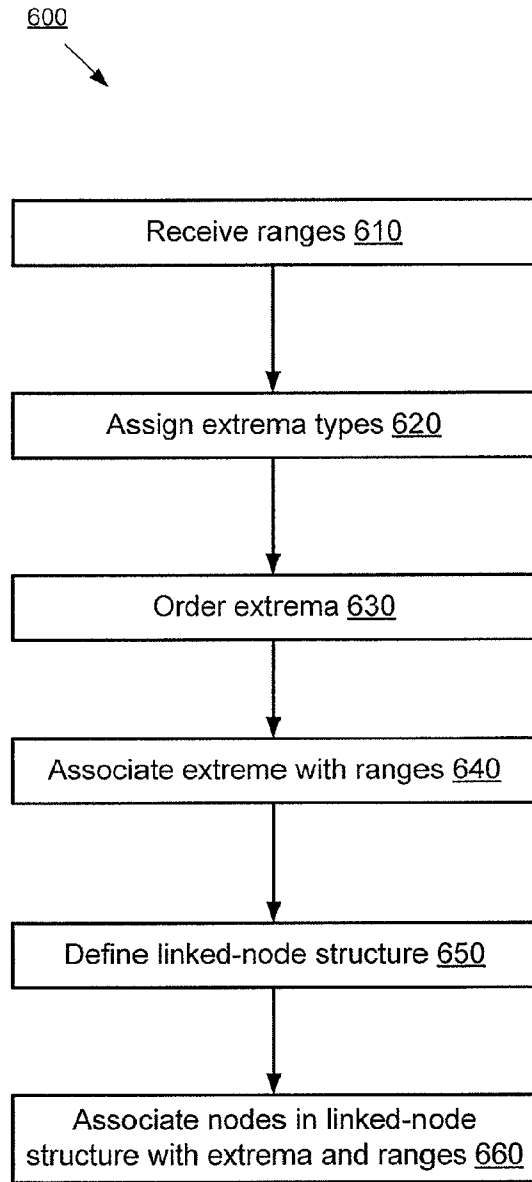 600
Receive ranges 610
Assign extrema types 620
Order extrema 630
Associate extreme with ranges 640
Define linked-node structure 650
Associate nodes in linked-node
structure with extrema and ranges 660